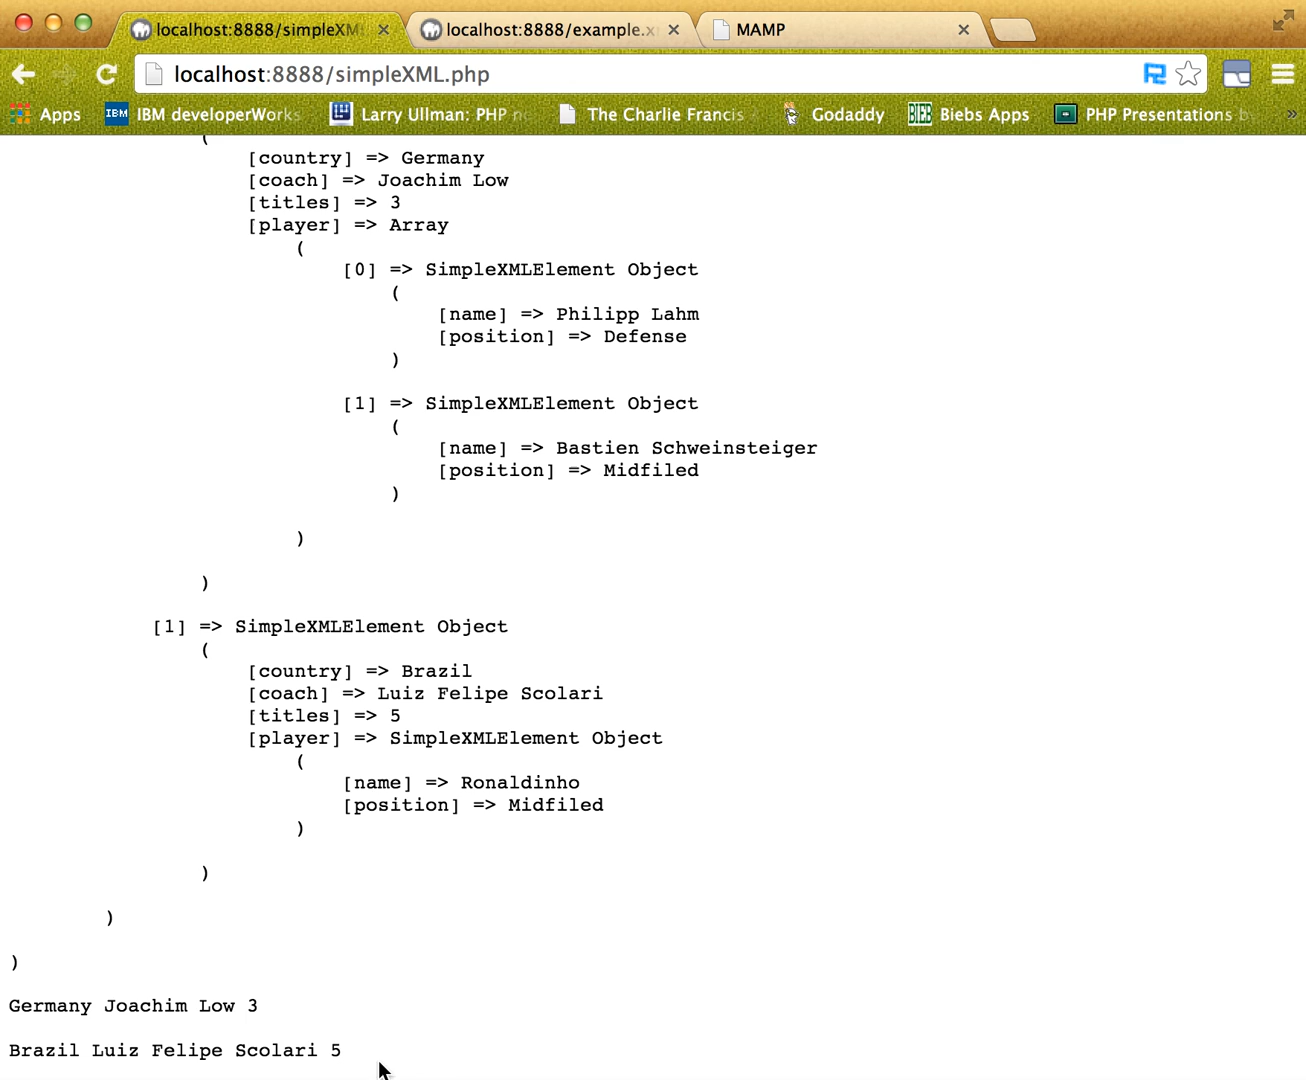 localhost:8888/simpleXM
localhost:8888/example.x
MAMP
localhost:8888/simpleXML.php
Apps
IBM
IBM developerWorks
Larry Ullman: PHP
The Charlie Francis
Godaddy
BIEB
Biebs Apps
PHP Presentations b
»
(
[country] => Germany
[coach] => Joachim Low
[titles] => 3
[player] => Array
(
[0] => SimpleXMLElement Object
(
[name] => Philipp Lahm
[position] => Defense
)
[1] => SimpleXMLElement Object
(
[name] => Bastien Schweinsteiger
[position] => Midfiled
)
)
)
[1] => SimpleXMLElement Object
(
[country] => Brazil
[coach] => Luiz Felipe Scolari
[titles] => 5
[player] => SimpleXMLElement Object
(
[name] => Ronaldinho
[position] => Midfiled
)
)
)
)
Germany Joachim Low 3
Brazil Luiz Felipe Scolari 5